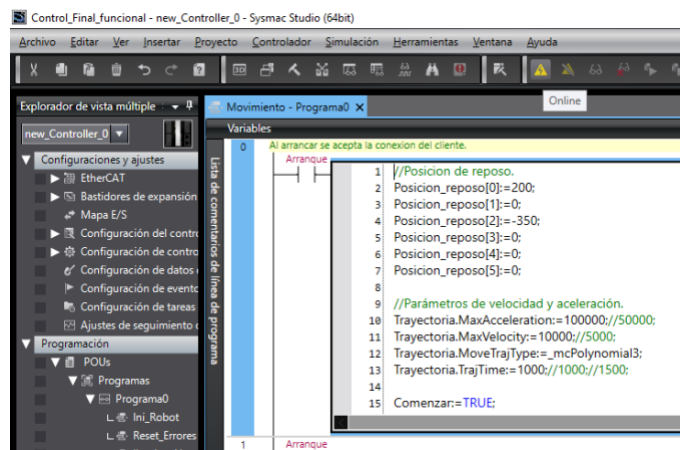 Control_Final_funcional - new_Controller_0 - Sysmac Studio (64bit)
Archivo Editar Ver Insertar Proyecto Controlador Simulación Herramientas Ventana Ayuda
Online
Explorador de vista múltiple
new_Controller_0
Configuraciones y ajustes
EtherCAT
Bastidores de expansión
Mapa E/S
Configuración del contro
Configuración de contro
Configuración de datos
Configuración de evento
Configuración de tareas
Ajustes de seguimiento
Programación
POUs
Programas
Programa0
Ini_Robot
Reset_Errores
Movimiento - Programa0
Variables
Lista de comentarios de línea de programa
0 Al arrancar se acepta la conexion del cliente.
Arranque
1 //Posicion de reposo.
2 Posicion_reposo[0]:=200;
3 Posicion_reposo[1]:=0;
4 Posicion_reposo[2]:=-350;
5 Posicion_reposo[3]:=0;
6 Posicion_reposo[4]:=0;
7 Posicion_reposo[5]:=0;
8
9 //Parámetros de velocidad y aceleración.
10 Trayectoria.MaxAcceleration:=100000;//50000;
11 Trayectoria.MaxVelocity:=10000;//5000;
12 Trayectoria.MoveTrajType:=_mcPolynomial3;
13 Trayectoria.TrajTime:=1000;//1000;//1500;
14
15 Comenzar:=TRUE;
1 Arranque